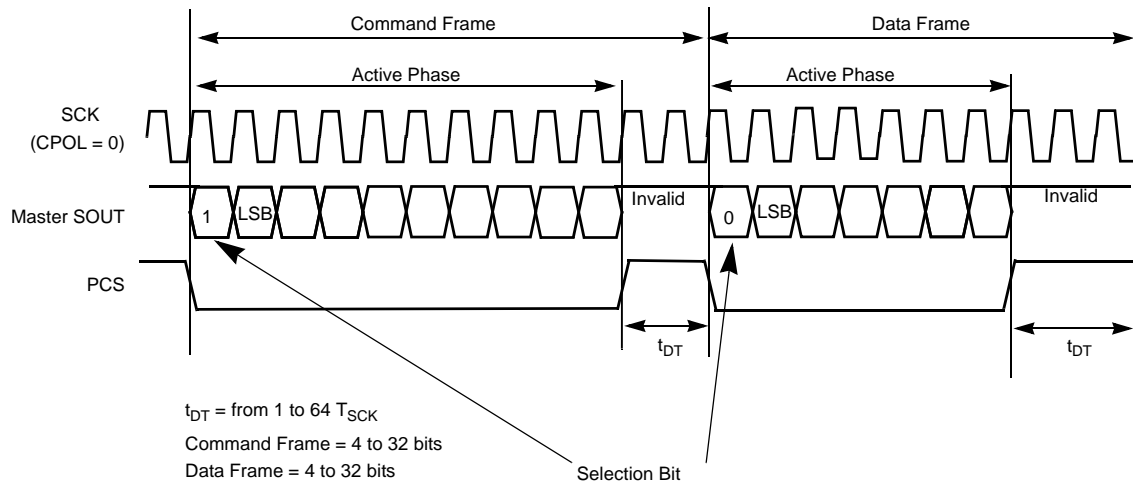 Command Frame
Data Frame
Active Phase
Active Phase
SCK
(CPOL = 0)
Master SOUT
1
LSB
Invalid
0
LSB
Invalid
PCS
tDT
tDT
tDT = from 1 to 64 TSCK
Command Frame = 4 to 32 bits
Data Frame = 4 to 32 bits
Selection Bit